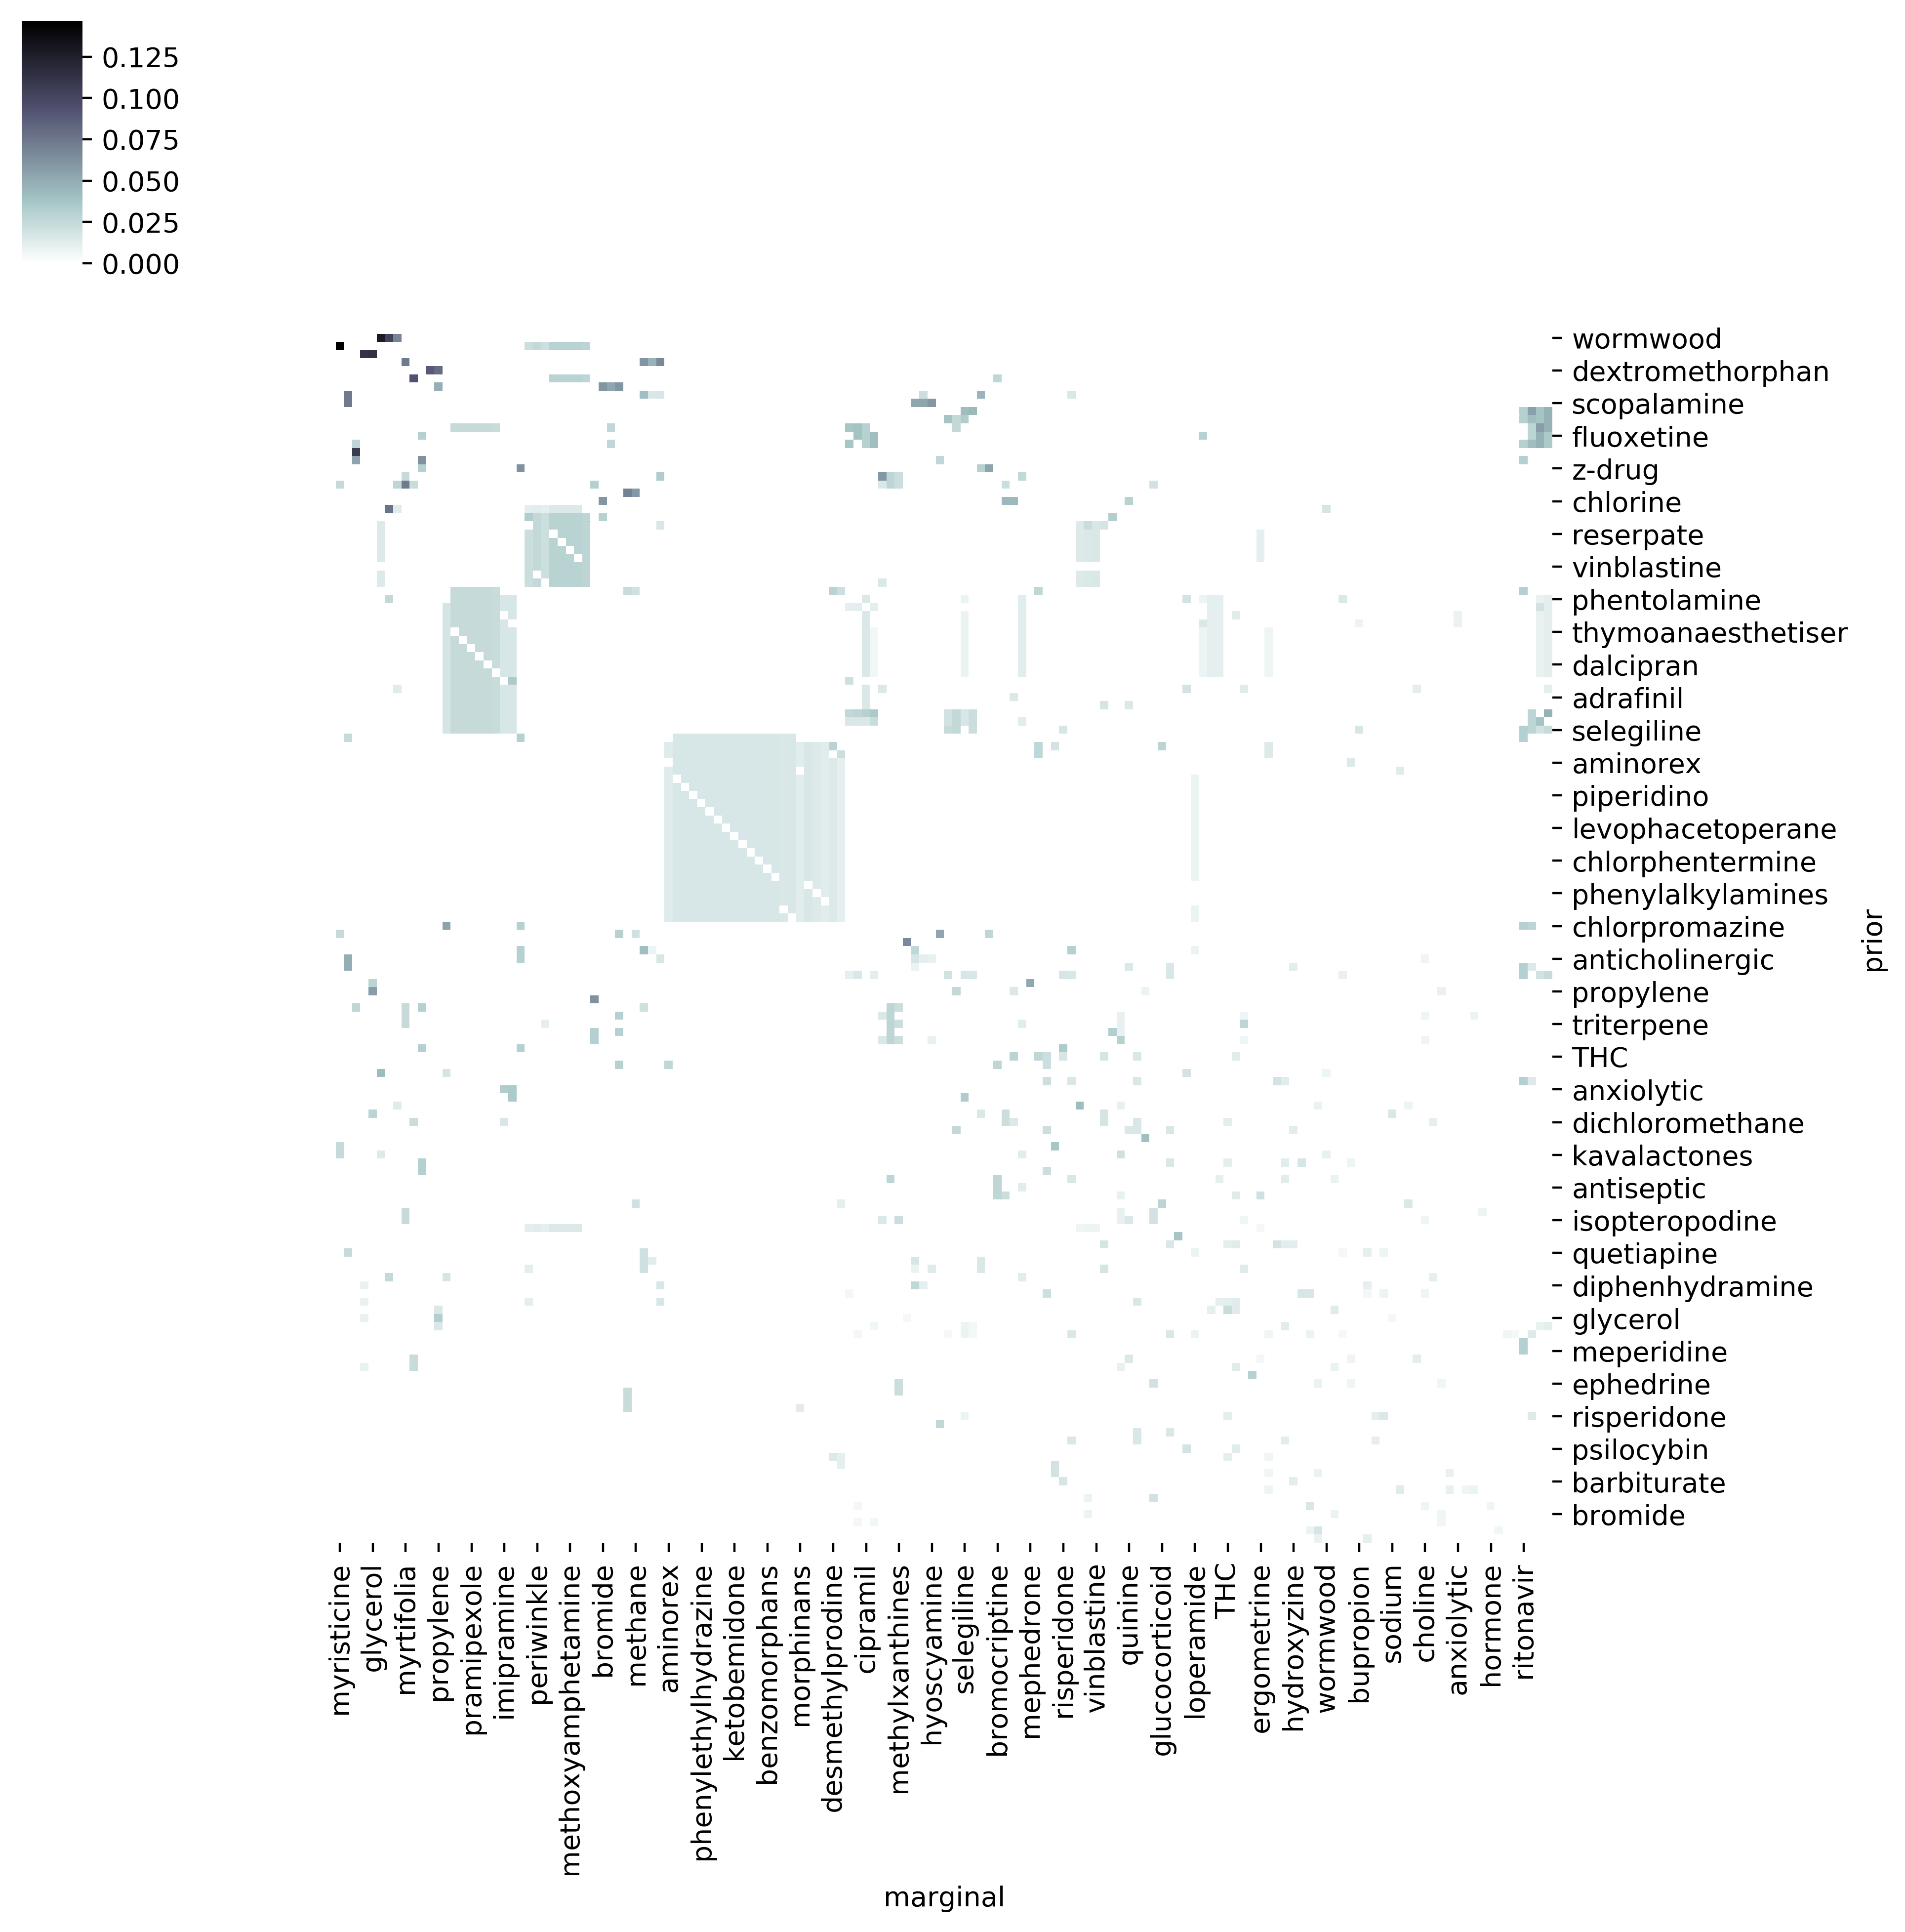 0.125
0.100
0.075
0.050
0.025
0.000
wormwood
dextromethorphan
scopalamine
fluoxetine
z-drug
chlorine
reserpate
vinblastine
phentolamine
thymoanaesthetiser
dalcipran
adrafinil
selegiline
aminorex
piperidino
levophacetoperane
chlorphentermine
phenylalkylamines
chlorpromazine
anticholinergic
propylene
triterpene
THC
anxiolytic
dichloromethane
kavalactones
antiseptic
isopteropodine
quetiapine
diphenhydramine
glycerol
meperidine
ephedrine
risperidone
psilocybin
barbiturate
bromide
prior
myristicine
glycerol
myrtifolia
propylene
pramipexole
imipramine
periwinkle
methoxyamphetamine
bromide
methane
aminorex
phenylethylhydrazine
ketobemidone
benzomorphans
morphinans
desmethylprodine
cipramil
methylxanthines
hyoscyamine
selegiline
bromocriptine
mephedrone
risperidone
vinblastine
quinine
glucocorticoid
loperamide
THC
ergometrine
hydroxyzine
wormwood
bupropion
sodium
choline
anxiolytic
hormone
ritonavir
marginal